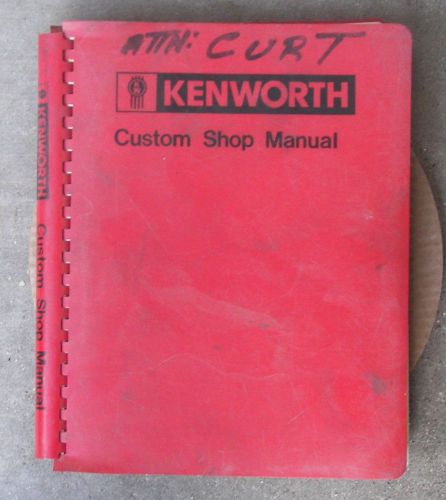 ATTN: CURT
KENWORTH
Custom Shop Manual
KENWORTH Custom Shop Manual